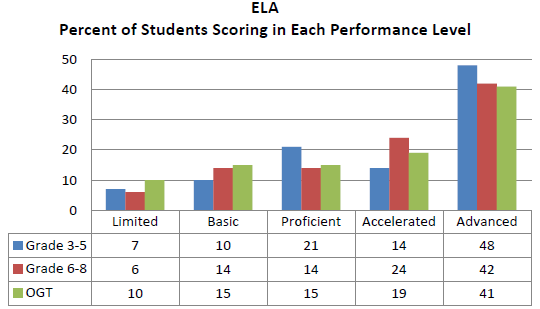 ELA
Percent of Students Scoring in Each Performance Level
50
40
30
20
10
0
Limited Basic Proficient Accelerated Advanced
Grade 3-5 7 10 21 14 48
Grade 6-8 6 14 14 24 42
OGT 10 15 15 19 41